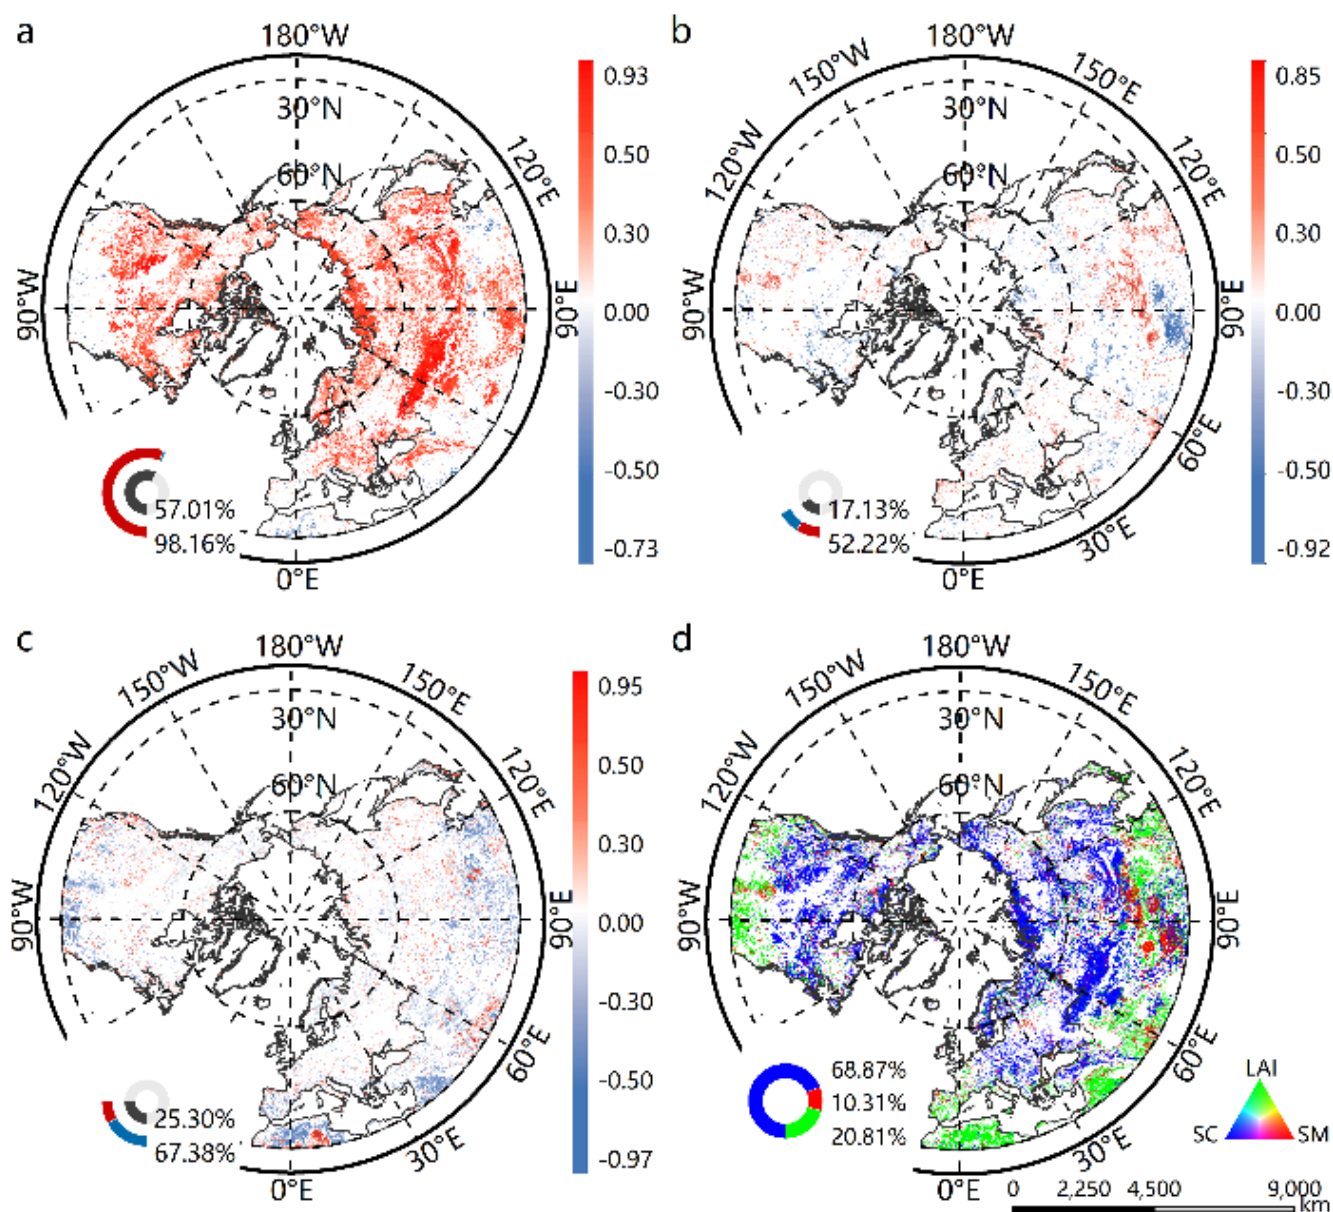 a
180°W
30°N
60°N
120°E
90°E
90°W
0°E
57.01%
98.16%
0.93
0.50
0.30
0.00
-0.30
-0.50
-0.73
b
180°W
150°W
150°E
120°W
120°E
30°N
60°N
90°W
90°E
60°E
30°E
0°E
17.13%
52.22%
0.85
0.50
0.30
0.00
-0.30
-0.50
-0.92
c
180°W
150°W
150°E
120°W
120°E
30°N
60°N
90°W
90°E
60°E
30°E
0°E
25.30%
67.38%
0.95
0.50
0.30
0.00
-0.30
-0.50
-0.97
d
180°W
150°W
150°E
120°W
120°E
30°N
60°N
90°W
90°E
60°E
30°E
0°E
68.87%
10.31%
20.81%
LAI
SC SM
0 2,250 4,500 9,000
km